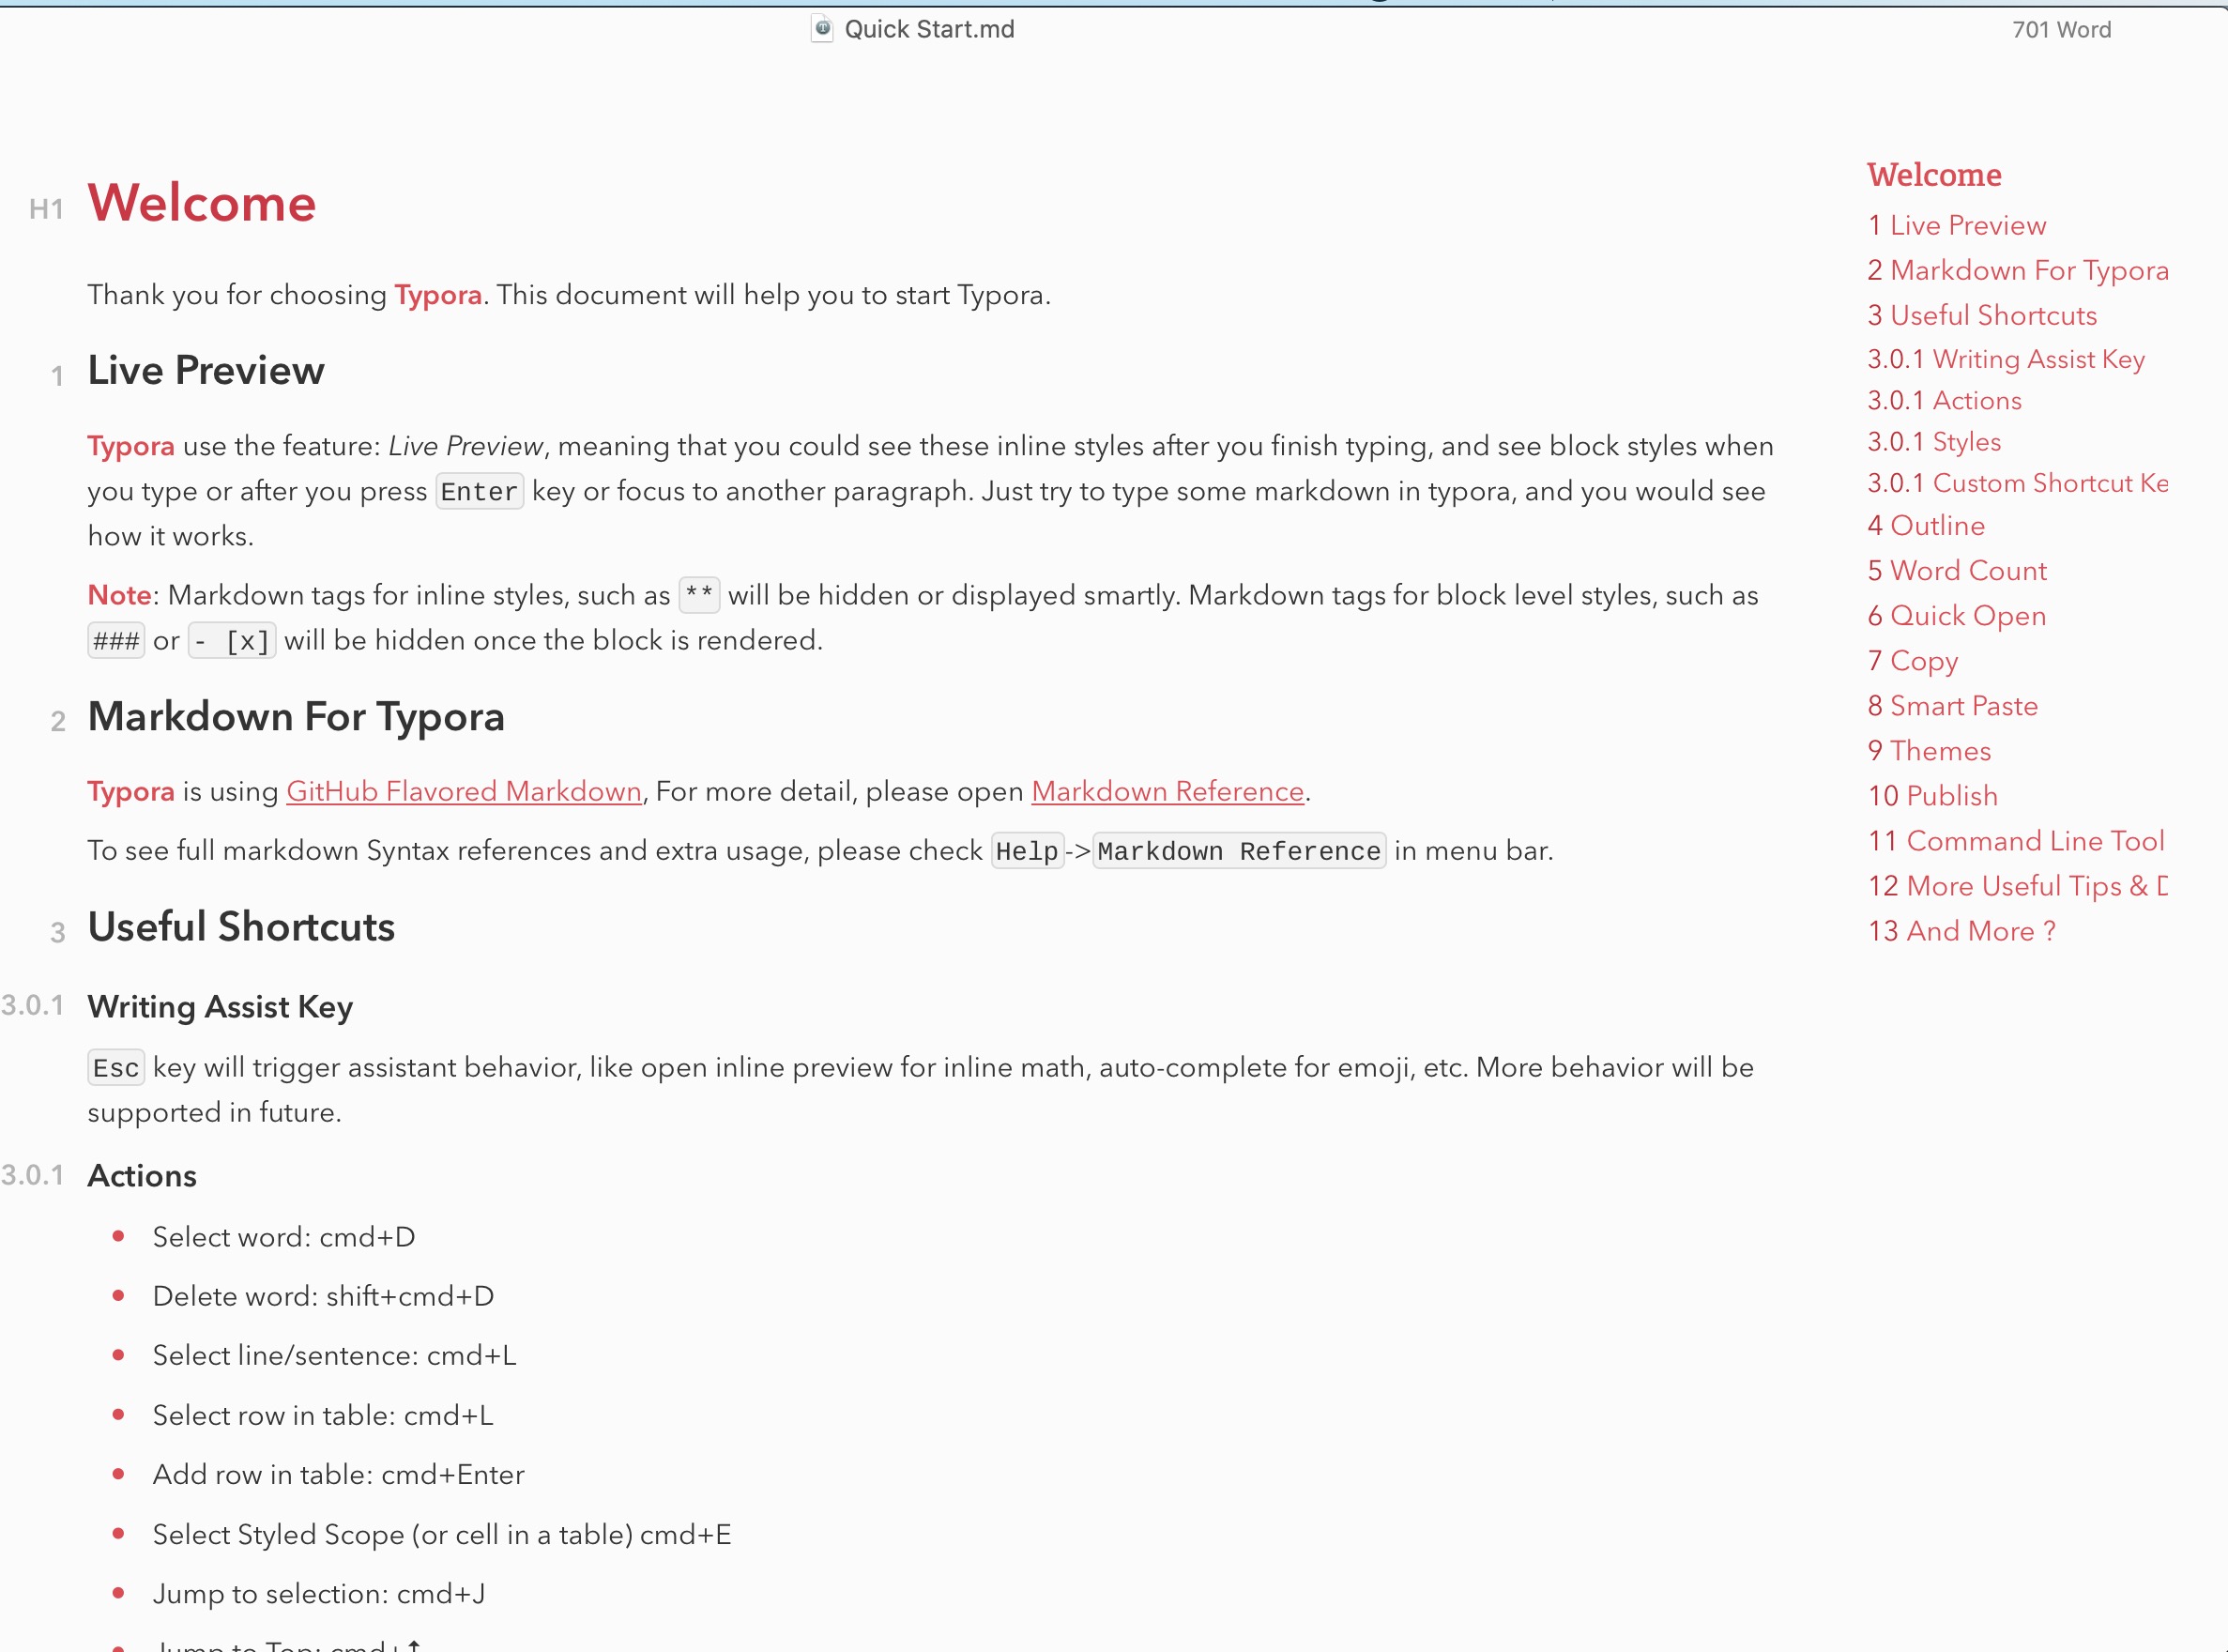 Quick Start.md
701 Word
H1 Welcome
Thank you for choosing Typora. This document will help you to start Typora.
1 Live Preview
Typora use the feature: Live Preview, meaning that you could see these inline styles after you finish typing, and see block styles when
you type or after you press Enter key or focus to another paragraph. Just try to type some markdown in typora, and you would see
how it works.
Note: Markdown tags for inline styles, such as ** will be hidden or displayed smartly. Markdown tags for block level styles, such as
### or - [x] will be hidden once the block is rendered.
2 Markdown For Typora
Typora is using GitHub Flavored Markdown, For more detail, please open Markdown Reference.
To see full markdown Syntax references and extra usage, please check Help->Markdown Reference in menu bar.
3 Useful Shortcuts
3.0.1 Writing Assist Key
Esc key will trigger assistant behavior, like open inline preview for inline math, auto-complete for emoji, etc. More behavior will be
supported in future.
3.0.1 Actions
• Select word: cmd+D
• Delete word: shift+cmd+D
• Select line/sentence: cmd+L
• Select row in table: cmd+L
• Add row in table: cmd+Enter
• Select Styled Scope (or cell in a table) cmd+E
• Jump to selection: cmd+J
• Jump to Top: cmd+↑
Welcome
1 Live Preview
2 Markdown For Typora
3 Useful Shortcuts
3.0.1 Writing Assist Key
3.0.1 Actions
3.0.1 Styles
3.0.1 Custom Shortcut Ke
4 Outline
5 Word Count
6 Quick Open
7 Copy
8 Smart Paste
9 Themes
10 Publish
11 Command Line Tool
12 More Useful Tips &
13 And More ?